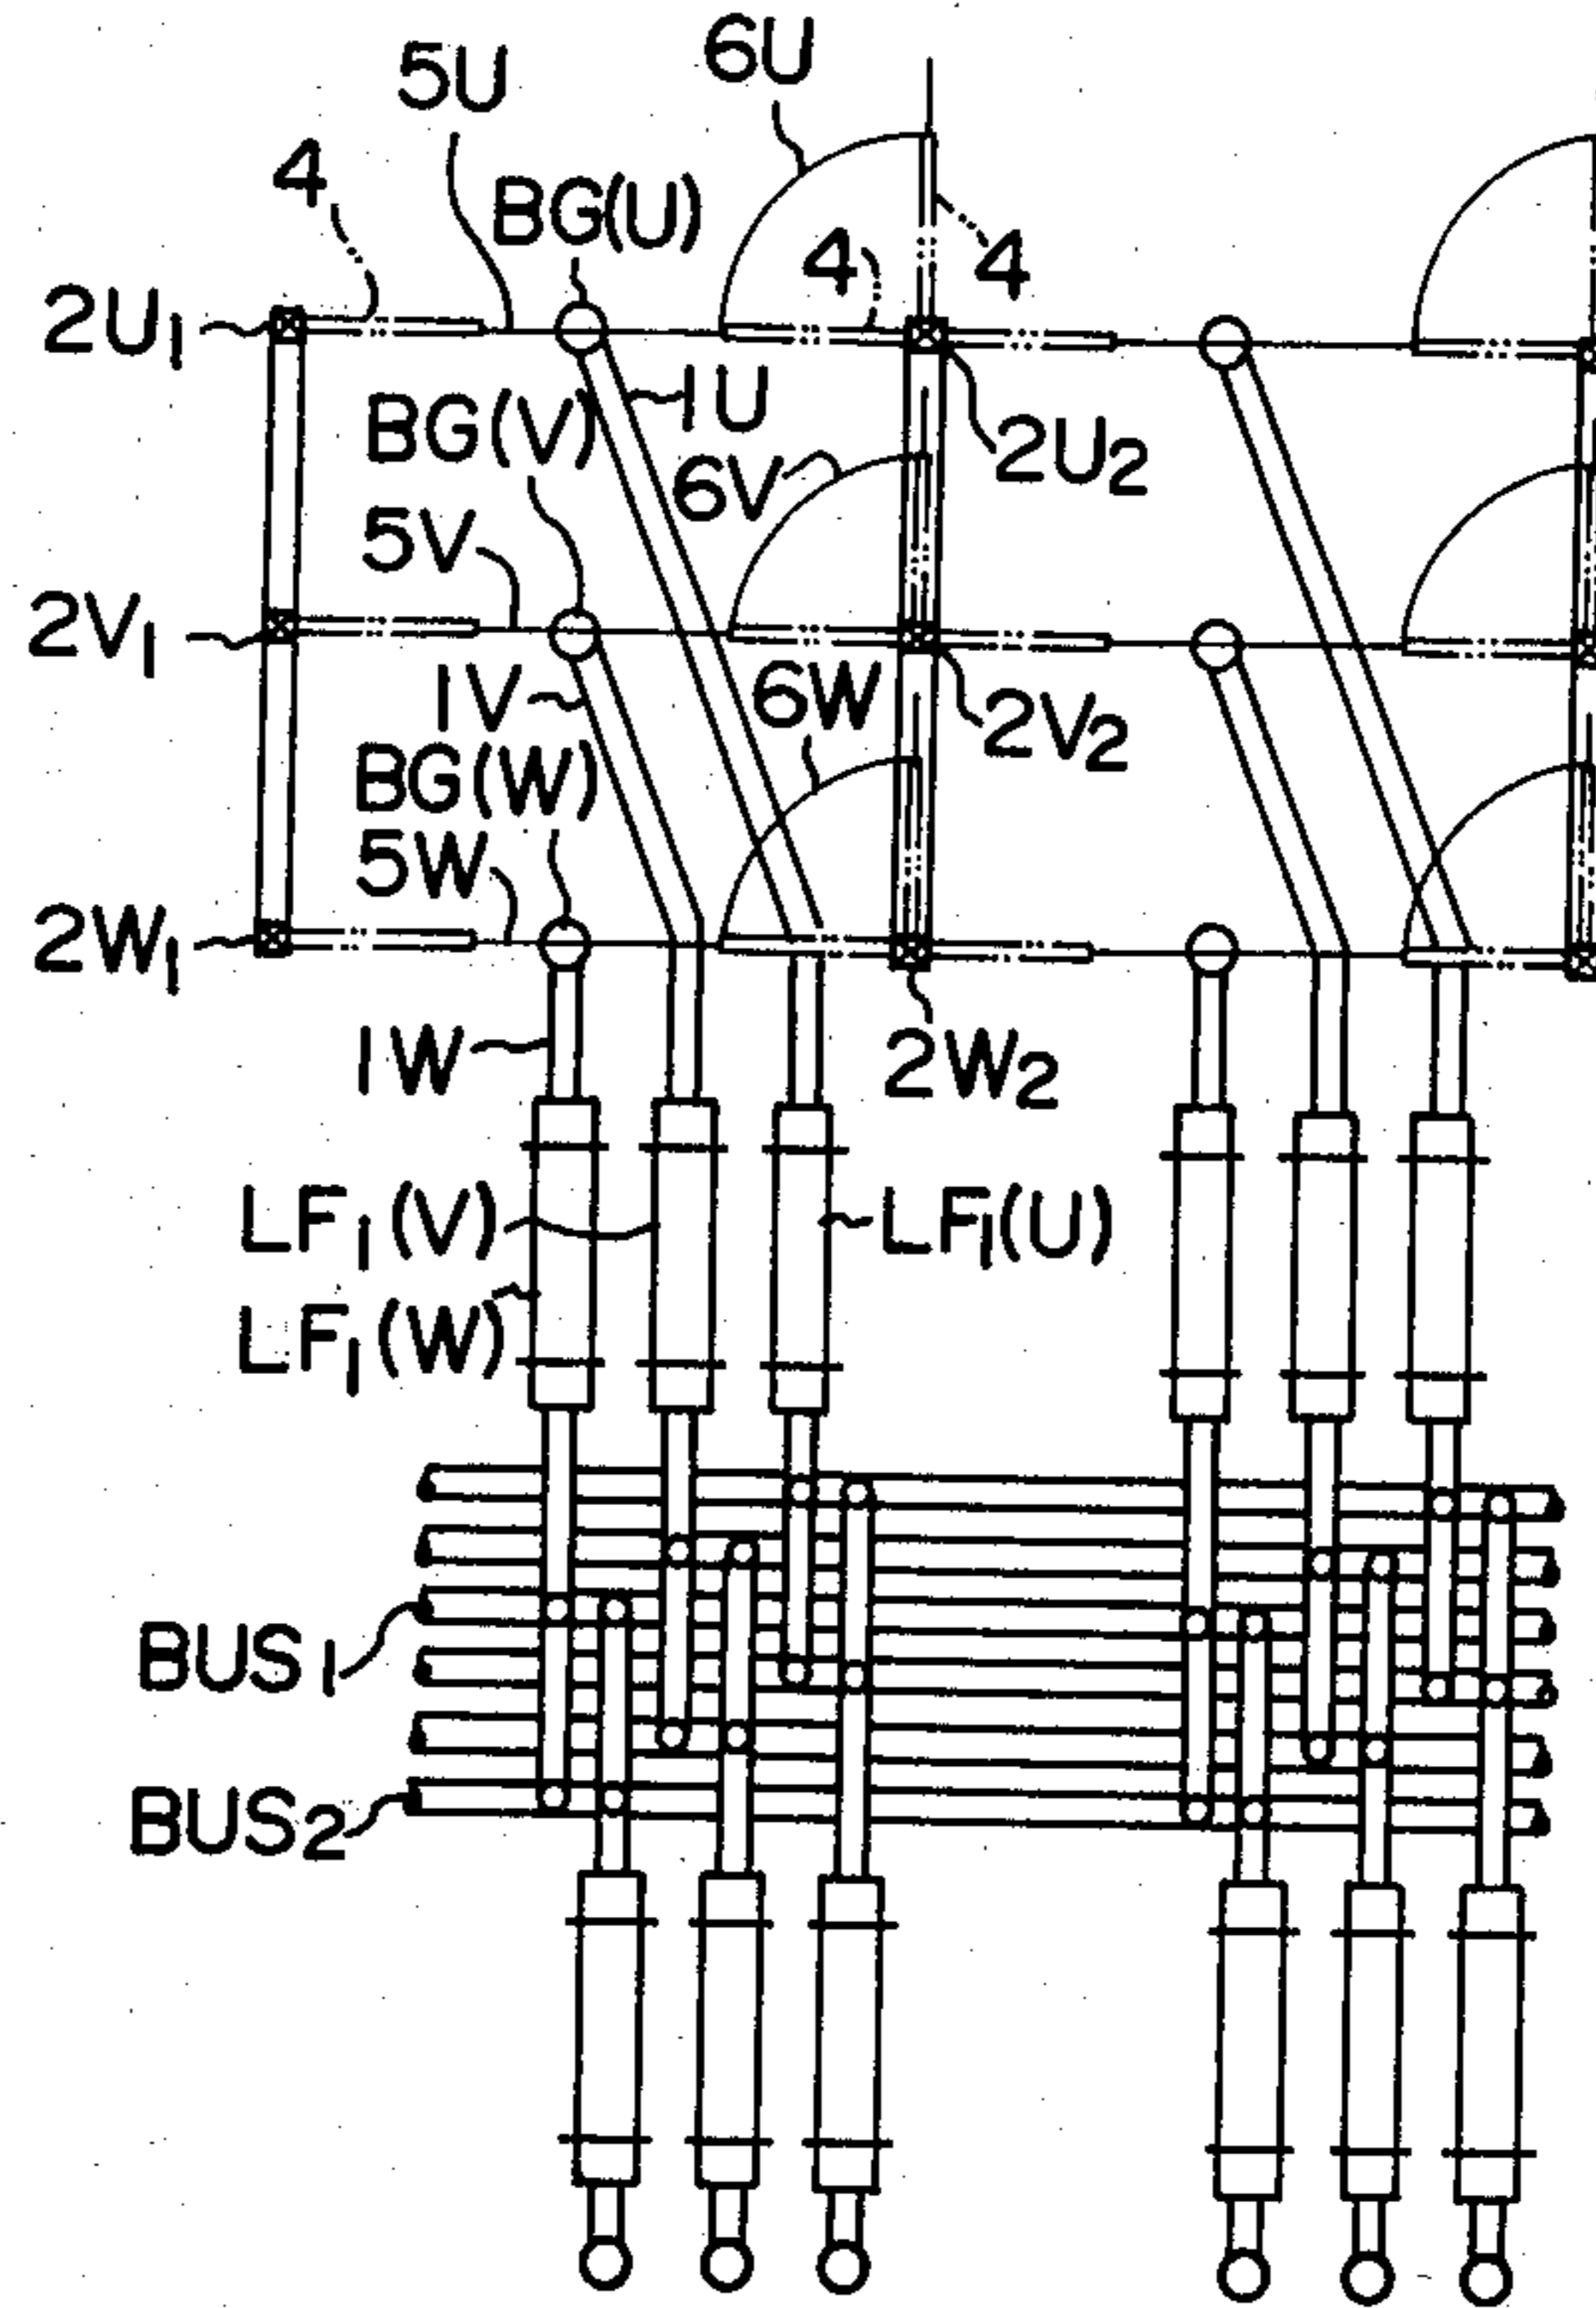 6U
5U
4
BG(U)
4
4
2U1
1U
BG(V)
2U2
6V
5V
2V1
6W
1V
2V2
BG(W)
5W
2W1
1W
2W2
LF1(V)
LF1(U)
LF1(W)
BUS1
BUS2